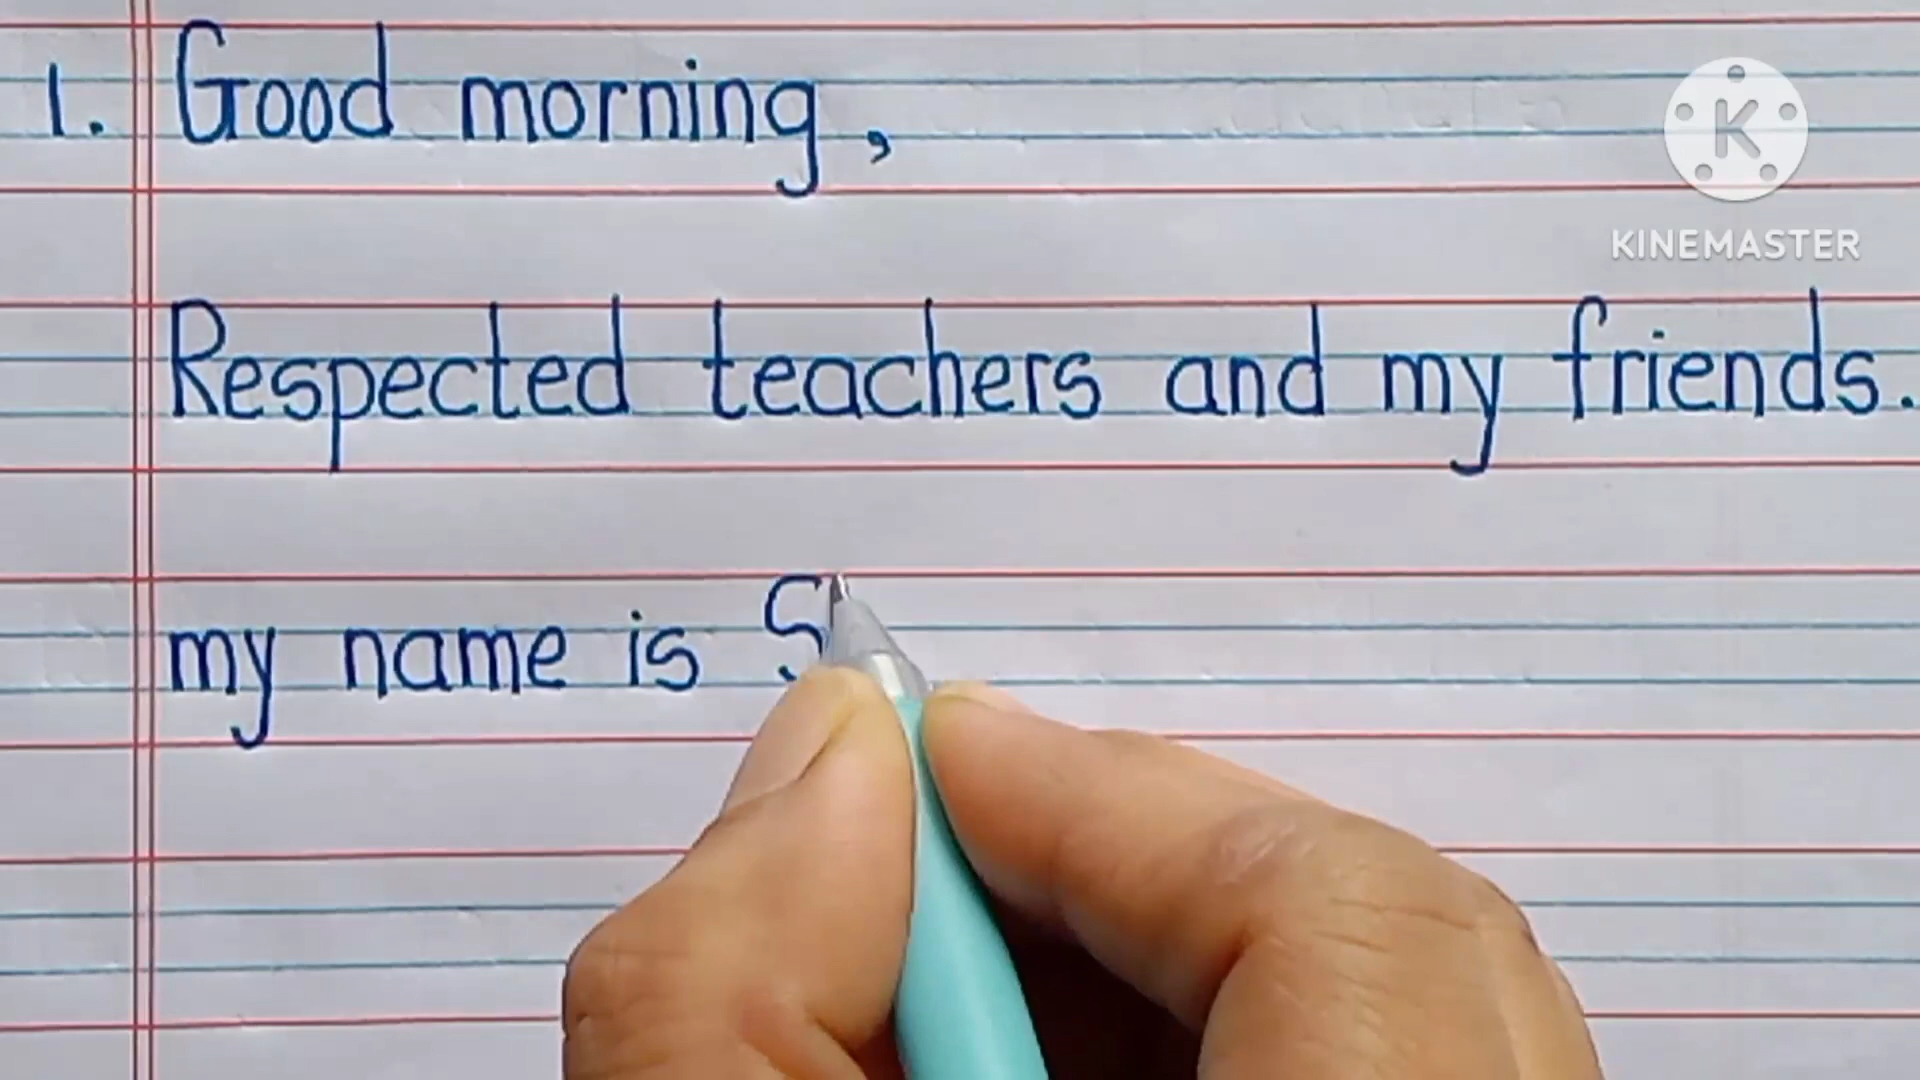 1. Good morning,
Respected teachers and my friends.
my name is S
KINEMASTER